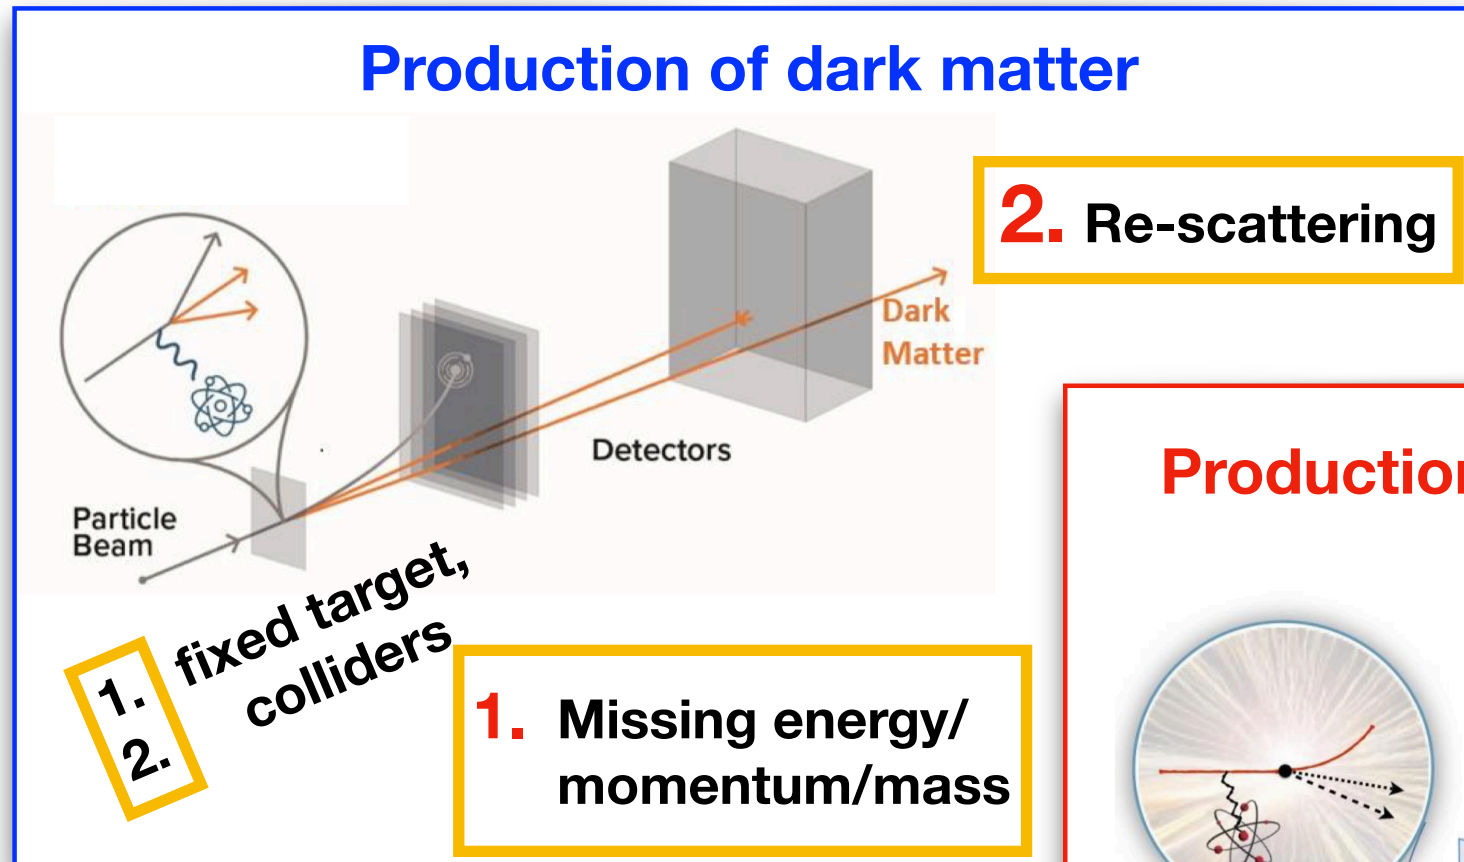 Production of dark matter
2. Re-scattering
Dark
Matter
Detectors
Particle
Beam
1. fixed target,
2. colliders
1. Missing energy/
momentum/mass
Production